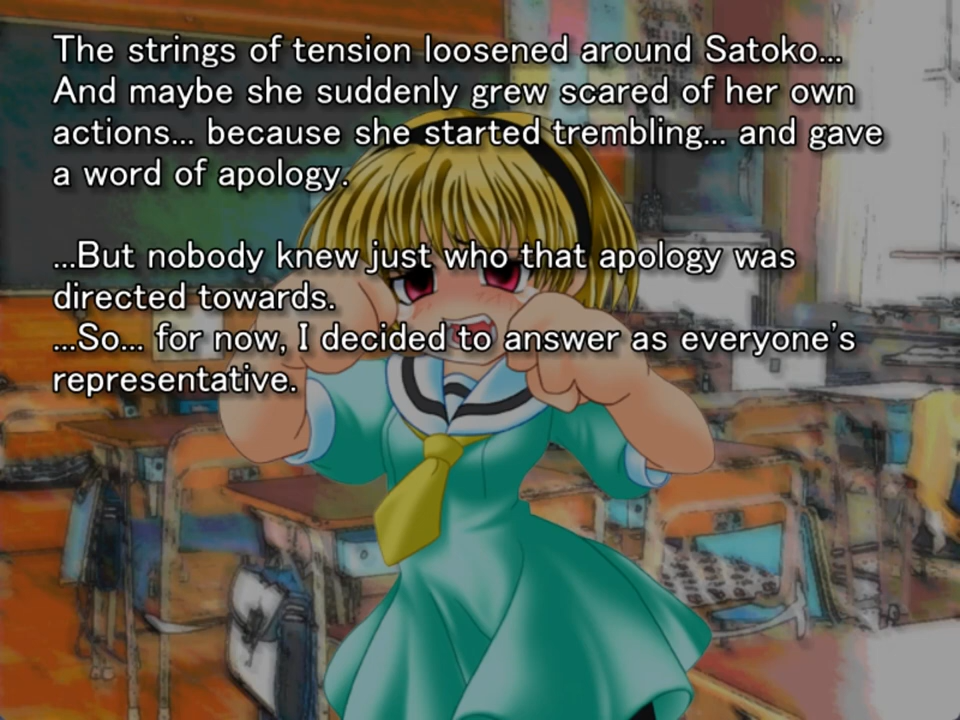 The strings of tension loosened around Satoko...
And maybe she suddenly grew scared of her own
actions... because she started trembling... and gave
a word of apology.
...But nobody knew just who that apology was
directed towards.
...So... for now, I decided to answer as everyone's
representative.